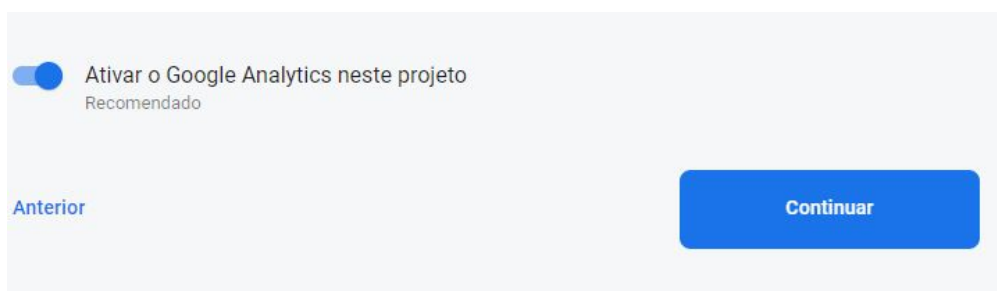 Ativar o Google Analytics neste projeto
Recomendado
Anterior
Continuar